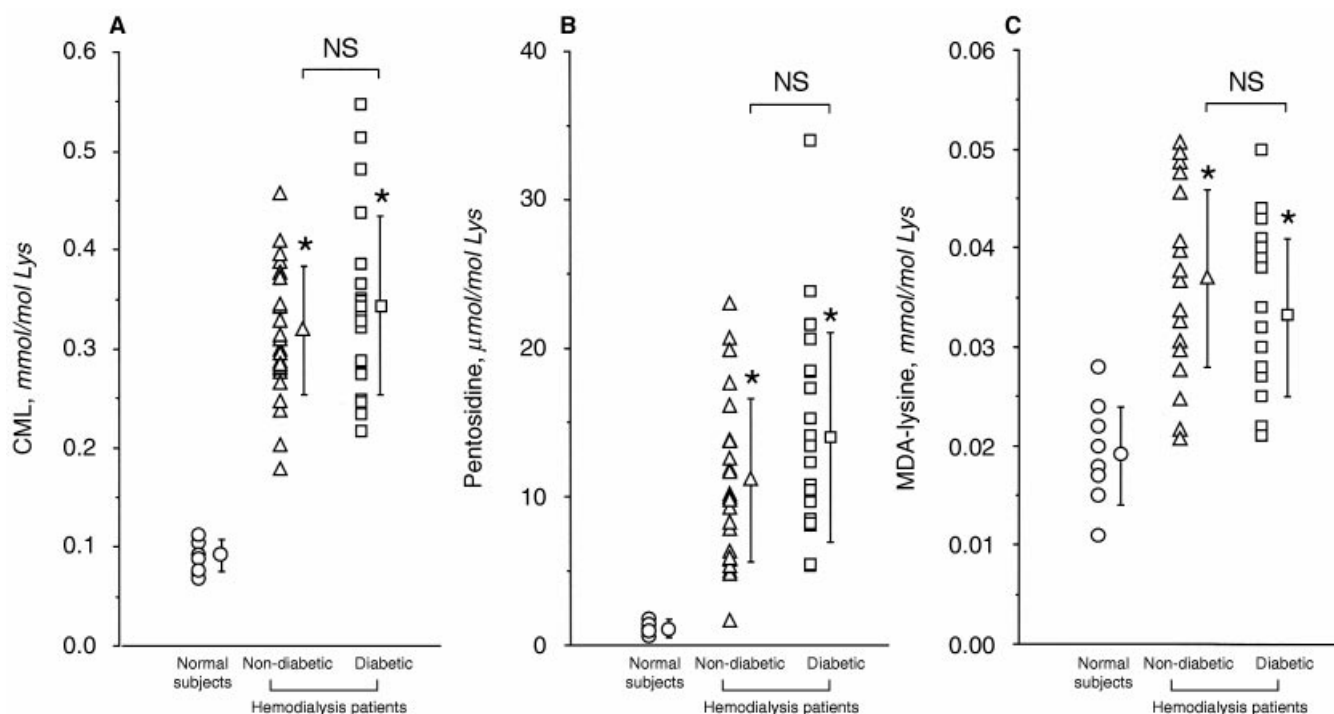 A
NS
0.6
0.5
0.4
0.3
0.2
0.1
0.0
CML, mmol/mol Lys
*
*
Normal subjects
Non-diabetic
Diabetic
Hemodialysis patients
B
NS
40
30
20
10
0
Pentosidine, μmol/mol Lys
*
*
Normal subjects
Non-diabetic
Diabetic
Hemodialysis patients
C
NS
0.06
0.05
0.04
0.03
0.02
0.01
0.00
MDA-lysine, mmol/mol Lys
*
*
Normal subjects
Non-diabetic
Diabetic
Hemodialysis patients